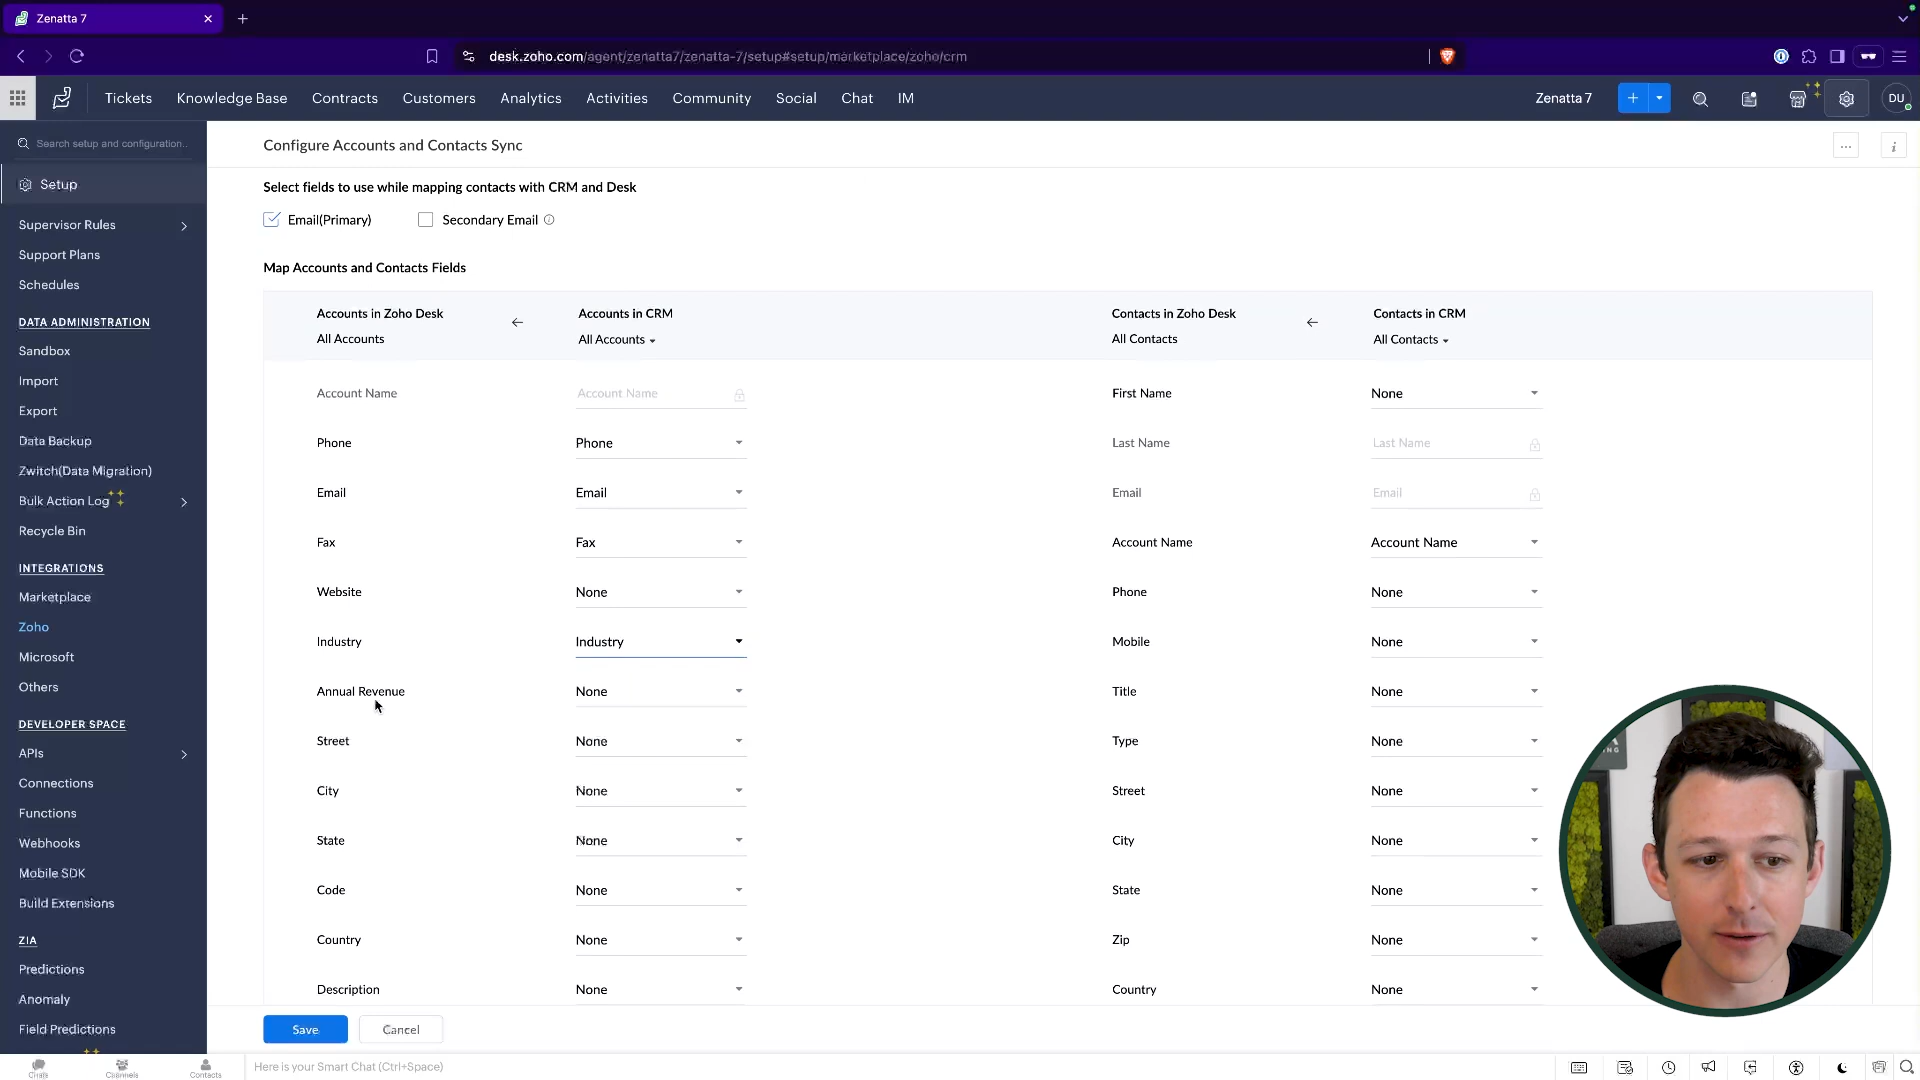 Zenatta 7
desk.zoho.com/agent/zenatta7/zenatta-7/setup#setup/marketplace/zoho/crm
Tickets Knowledge Base Contracts Customers Analytics Activities Community Social Chat IM Zenatta 7 DU
Search setup and configuration..
Setup
Supervisor Rules
Support Plans
Schedules
DATA ADMINISTRATION
Sandbox
Import
Export
Data Backup
Zwitch(Data Migration)
Bulk Action Log
Recycle Bin
INTEGRATIONS
Marketplace
Zoho
Microsoft
Others
DEVELOPER SPACE
APIs
Connections
Functions
Webhooks
Mobile SDK
Build Extensions
ZIA
Predictions
Anomaly
Field Predictions
Configure Accounts and Contacts Sync
Select fields to use while mapping contacts with CRM and Desk
Email(Primary) Secondary Email
Map Accounts and Contacts Fields
Accounts in Zoho Desk Accounts in CRM Contacts in Zoho Desk Contacts in CRM
All Accounts All Accounts All Contacts All Contacts
Account Name Account Name First Name None
Phone Phone Last Name Last Name
Email Email Email Email
Fax Fax Account Name Account Name
Website None Phone None
Industry Industry Mobile None
Annual Revenue None Title None
Street None Type None
City None Street None
State None City None
Code None State None
Country None Zip None
Description None Country None
Save Cancel
Chats Channels Contacts Here is your Smart Chat (Ctrl+Space)